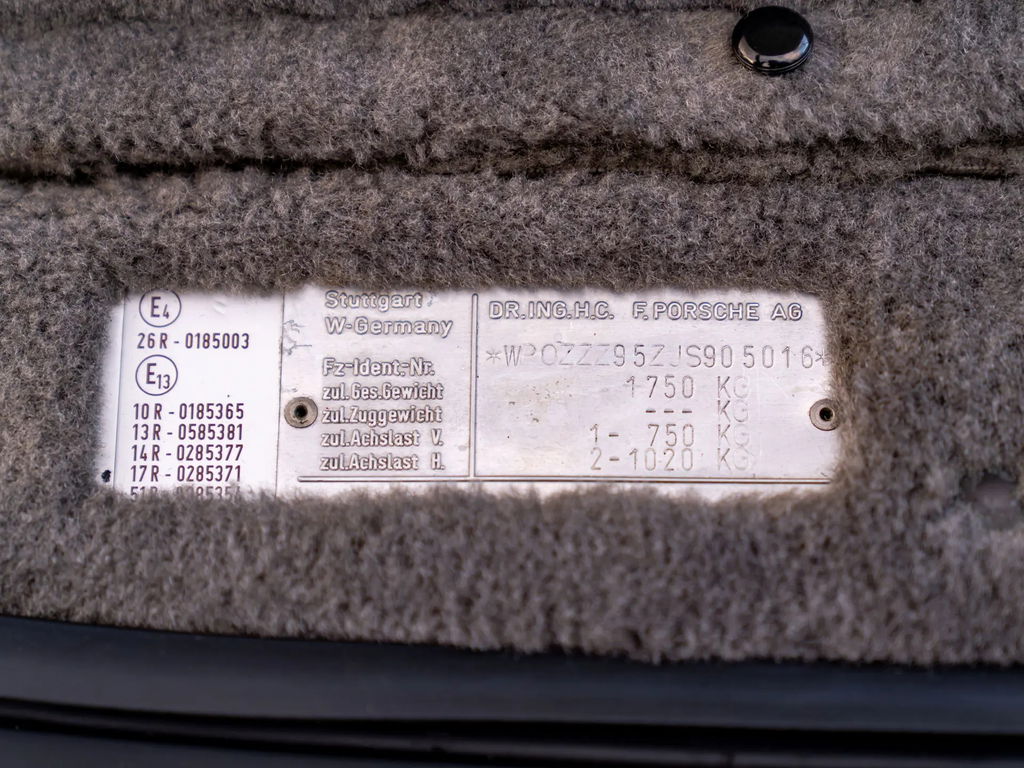 E4
26 R - 0185003
E13
10 R - 0185365
13 R - 0585381
14 R - 0285377
17 R - 0285371
Stuttgart
W-Germany
Fz-Ident.-Nr.
zul.Ges.Gewicht
zul.Zuggewicht
zul.Achslast V.
zul.Achslast H.
DR.ING.H.C. F.PORSCHE AG
*WPOZZZ95ZJS905016*
1750 KG
--- KG
1- 750 KG
2-1020 KG